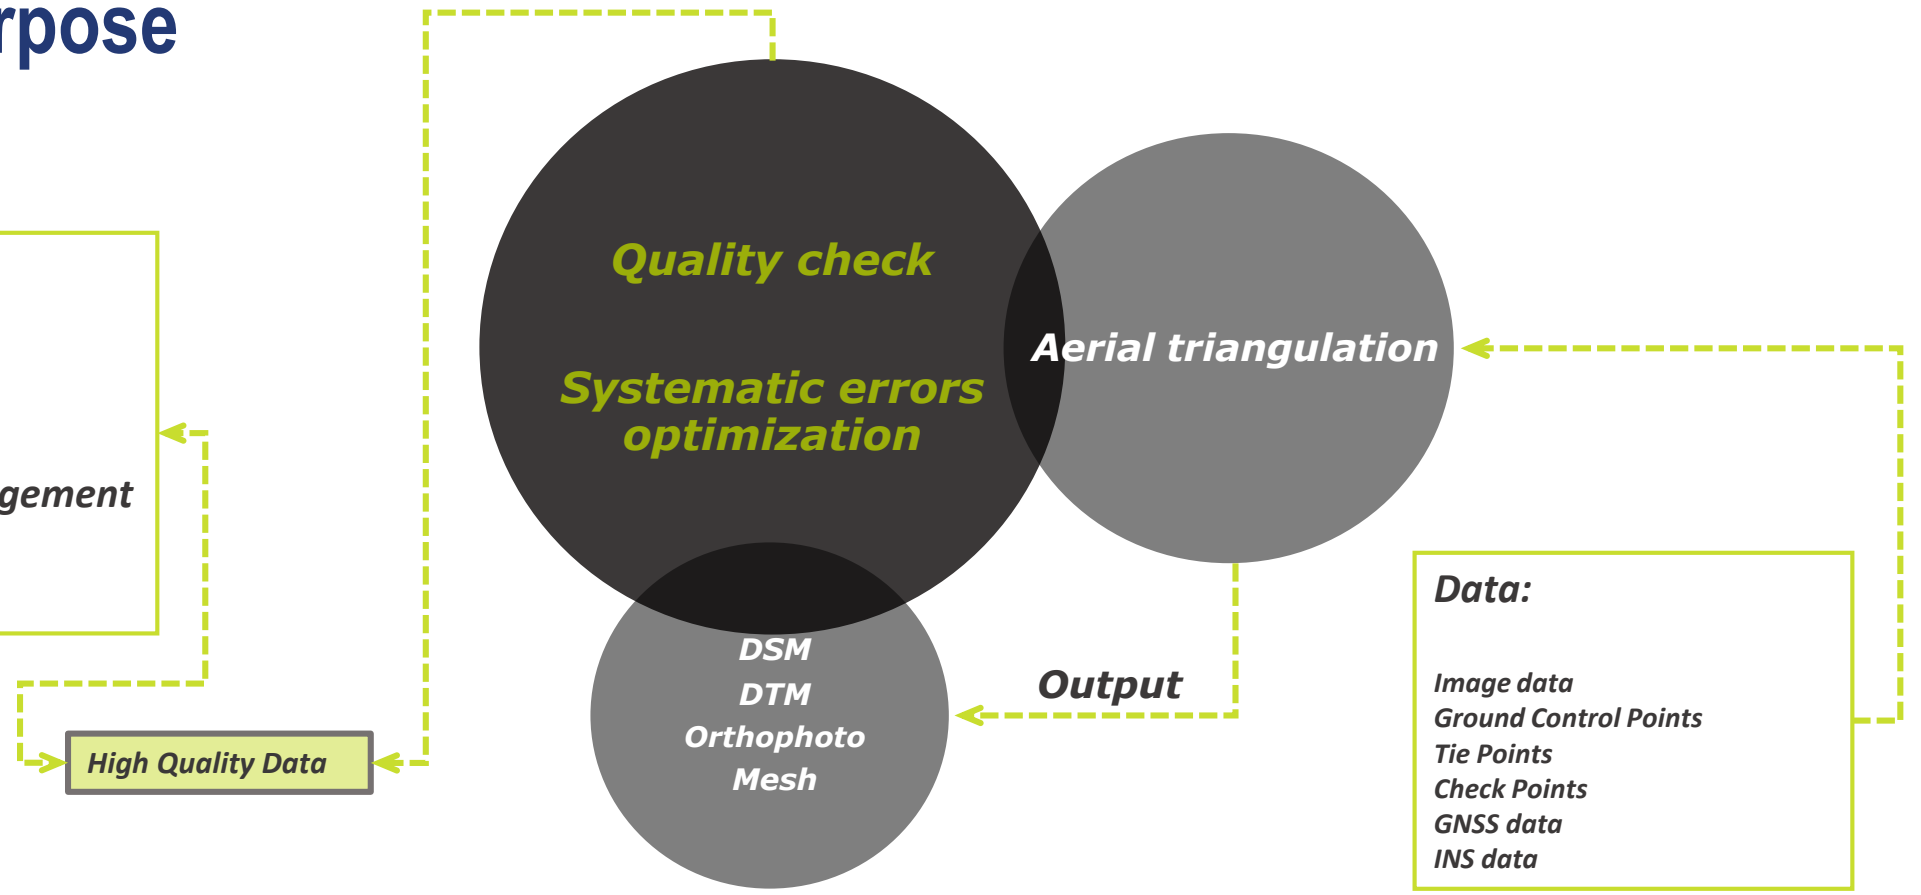 rpose
Quality check
Systematic errors
optimization
Aerial triangulation
gement
DSM
DTM
Orthophoto
Mesh
Output
High Quality Data
Data:
Image data
Ground Control Points
Tie Points
Check Points
GNSS data
INS data